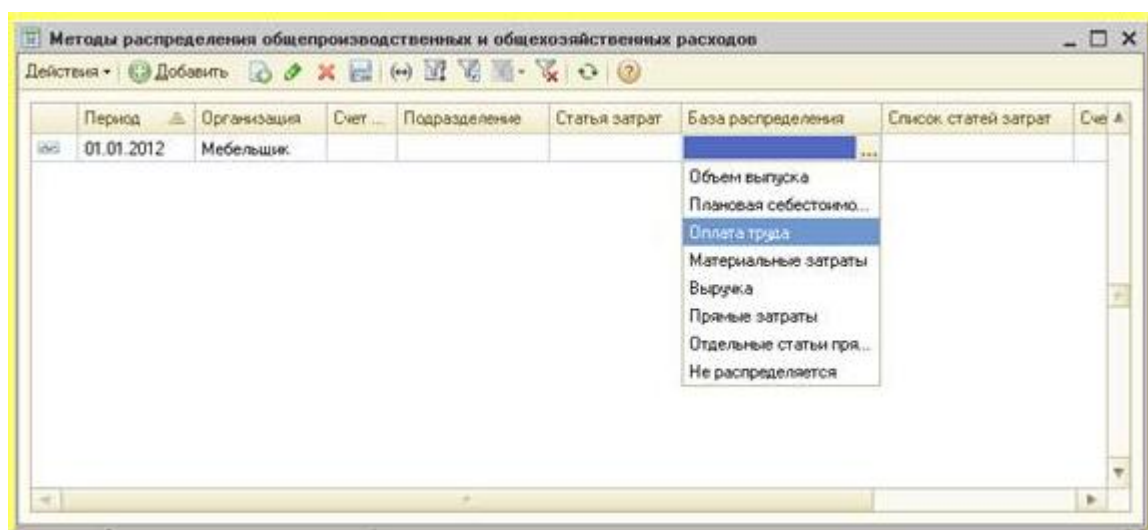 Методы распределения общепроизводственных и общехозяйственных расходов
Действия Добавить
Период Организация Счет ... Подразделение Статья затрат База распределения Список статей затрат Сче
01.01.2012 Мебельщик ...
Объем выпуска
Плановая себестоимо...
Оплата труда
Материальные затраты
Выручка
Прямые затраты
Отдельные статьи пря...
Не распределяется